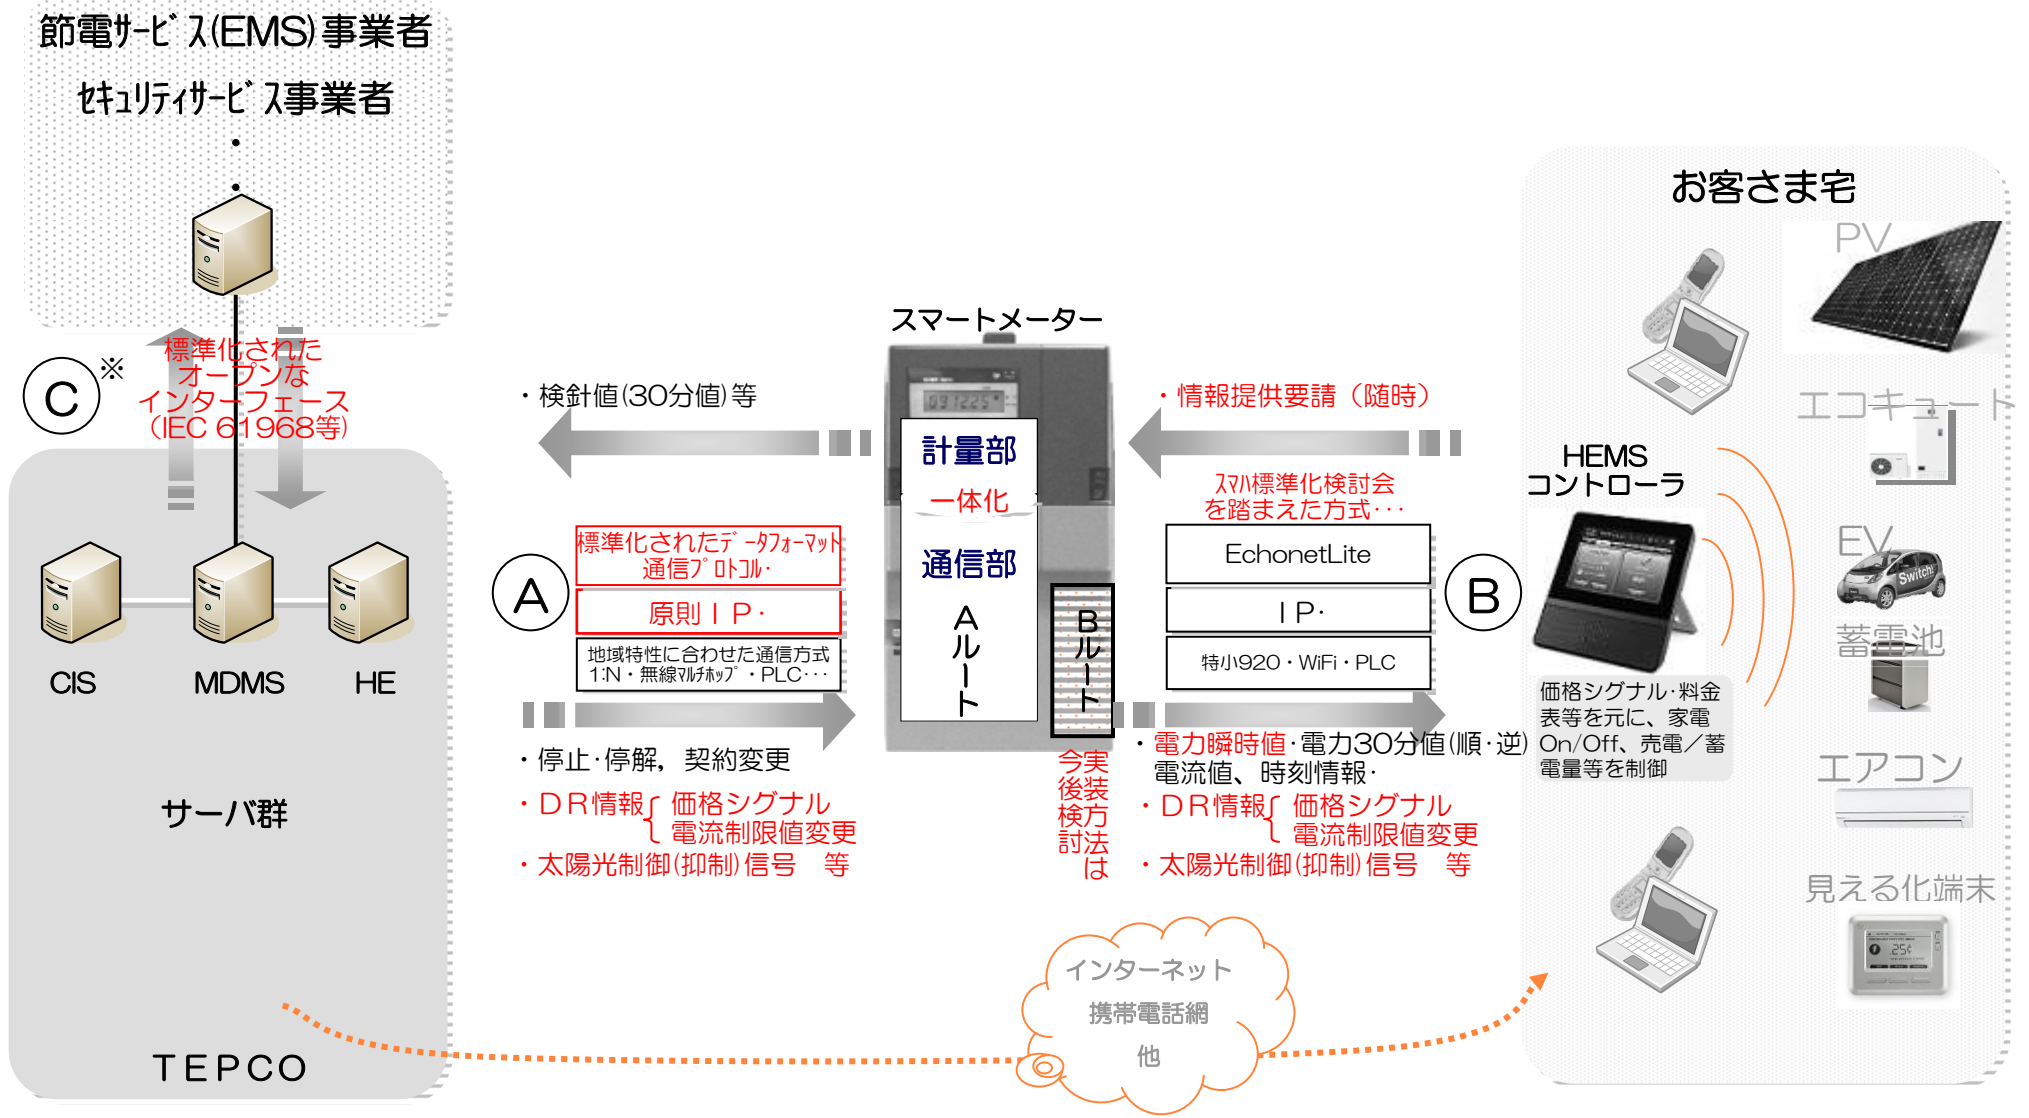 節電ｻｰﾋﾞｽ(EMS)事業者
ｾｷｭﾘﾃｨｻｰﾋﾞｽ事業者
・
・
C
※
標準化された
オープンな
インターフェース
(IEC 61968等)
CIS
MDMS
HE
サーバ群
TEPCO
・検針値(30分値)等
A
標準化されたﾃﾞｰﾀﾌｫｰﾏｯﾄ
通信ﾌﾟﾛﾄｺﾙ･
原則ＩＰ･
地域特性に合わせた通信方式
1:N・無線ﾏﾙﾁﾎｯﾌﾟ・PLC･･･
・停止･停解，契約変更
・ＤＲ情報{価格シグナル
電流制限値変更
・太陽光制御(抑制)信号　等
スマートメーター
091225
計量部
一体化
通信部
Aルート
Bルート
実装方法は
今後検討
・情報提供要請（随時）
ｽﾏﾊ標準化検討会
を踏まえた方式･･･
EchonetLite
ＩＰ･
特小920・WiFi・PLC
B
・電力瞬時値･電力30分値(順･逆)
電流値、時刻情報･
・ＤＲ情報{価格シグナル
電流制限値変更
・太陽光制御(抑制)信号　等
インターネット
携帯電話網
他
お客さま宅
PV
エコキュート
HEMS
コントローラ
EV
Switch!
蓄電池
価格シグナル･料金
表等を元に、家電
On/Off、売電／蓄
電量等を制御
エアコン
見える化端末
25¢